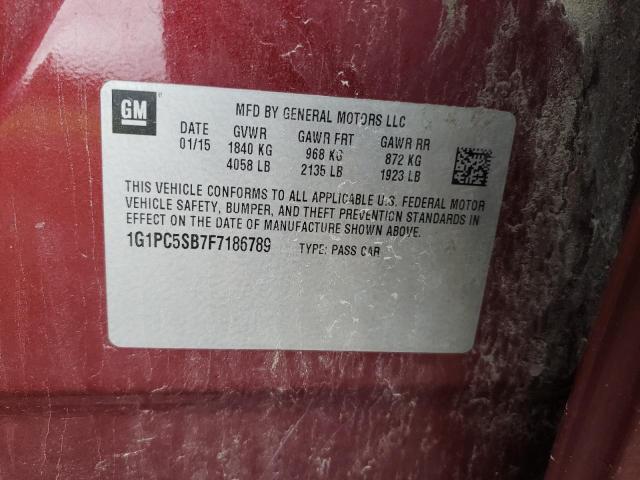 GM
MFD BY GENERAL MOTORS LLC
DATE GVWR GAWR FRT GAWR RR
01/15 1840 KG 968 KG 872 KG
4058 LB 2135 LB 1923 LB
THIS VEHICLE CONFORMS TO ALL APPLICABLE U.S. FEDERAL MOTOR
VEHICLE SAFETY, BUMPER, AND THEFT PREVENTION STANDARDS IN
EFFECT ON THE DATE OF MANUFACTURE SHOWN ABOVE.
1G1PC5SB7F7186789 TYPE: PASS CAR